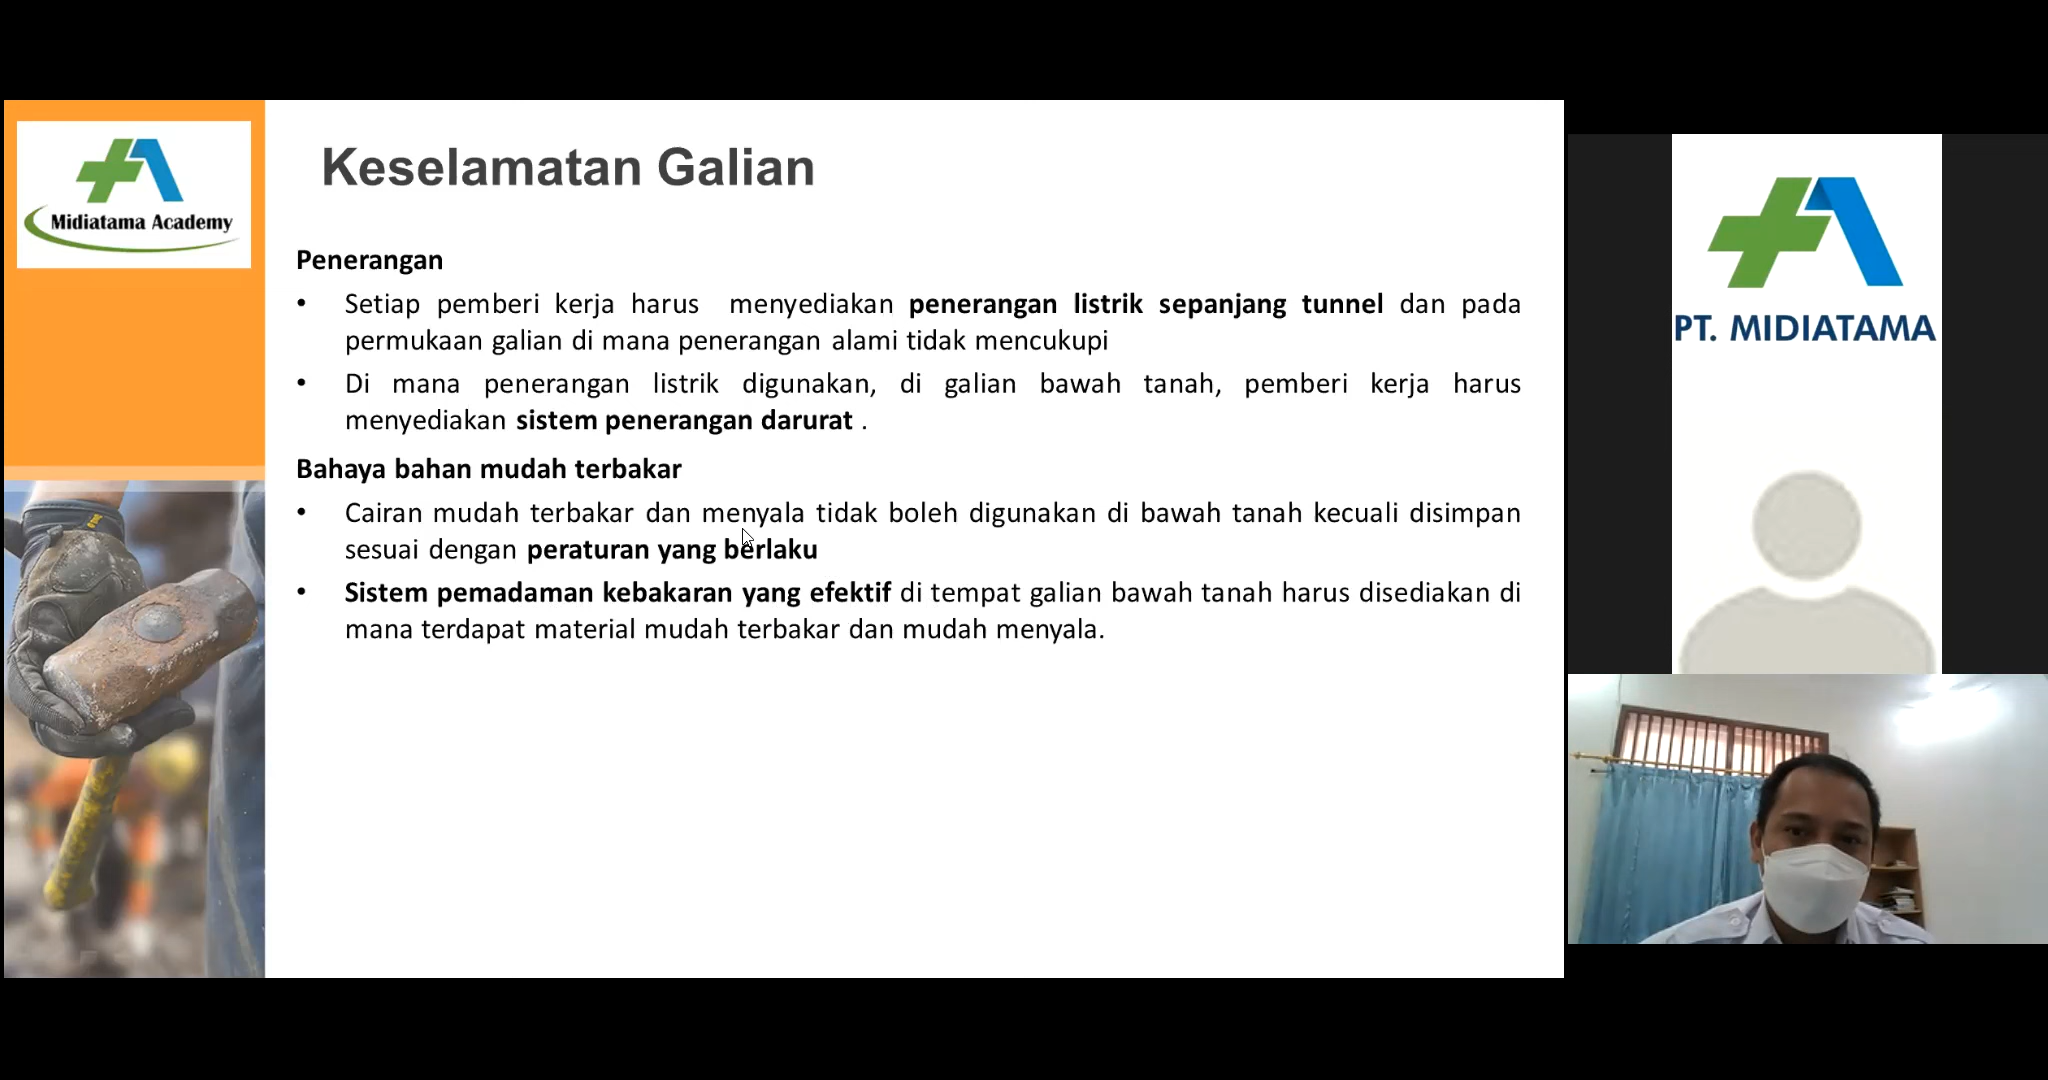 Midiatama Academy
Keselamatan Galian
Penerangan
• Setiap pemberi kerja harus menyediakan penerangan listrik sepanjang tunnel dan pada
permukaan galian di mana penerangan alami tidak mencukupi
• Di mana penerangan listrik digunakan, di galian bawah tanah, pemberi kerja harus
menyediakan sistem penerangan darurat .
Bahaya bahan mudah terbakar
• Cairan mudah terbakar dan menyala tidak boleh digunakan di bawah tanah kecuali disimpan
sesuai dengan peraturan yang berlaku
• Sistem pemadaman kebakaran yang efektif di tempat galian bawah tanah harus disediakan di
mana terdapat material mudah terbakar dan mudah menyala.
PT. MIDIATAMA